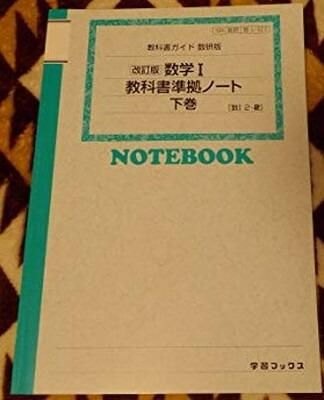 教科書ガイド 数研版
改訂版 数学I
教科書準拠ノート
下巻
NOTEBOOK
学習ブックス